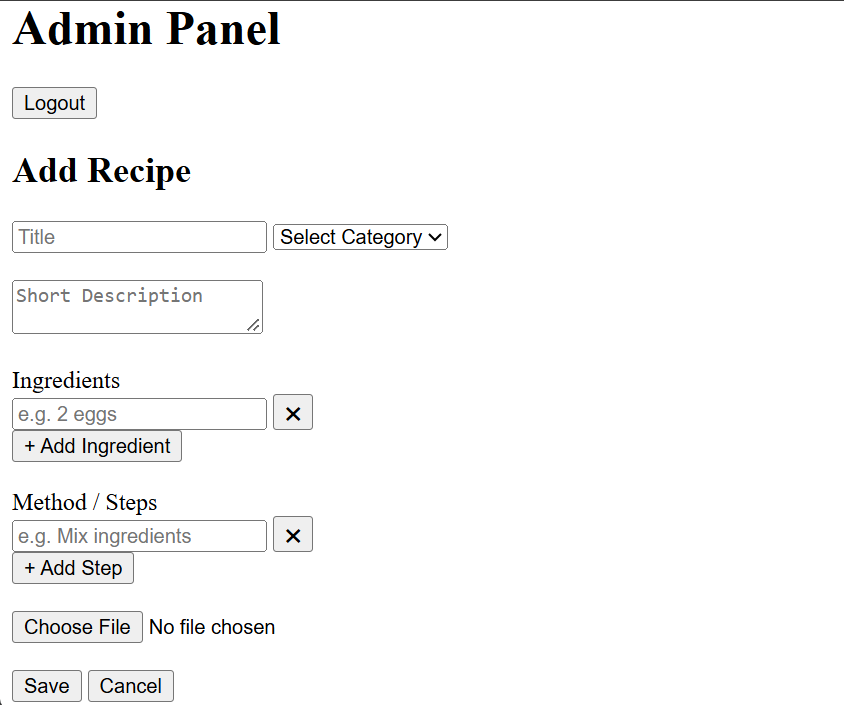 Admin Panel
Logout
Add Recipe
Title Select Category
Short Description
Ingredients
e.g. 2 eggs ×
+ Add Ingredient
Method / Steps
e.g. Mix ingredients ×
+ Add Step
Choose File No file chosen
Save Cancel